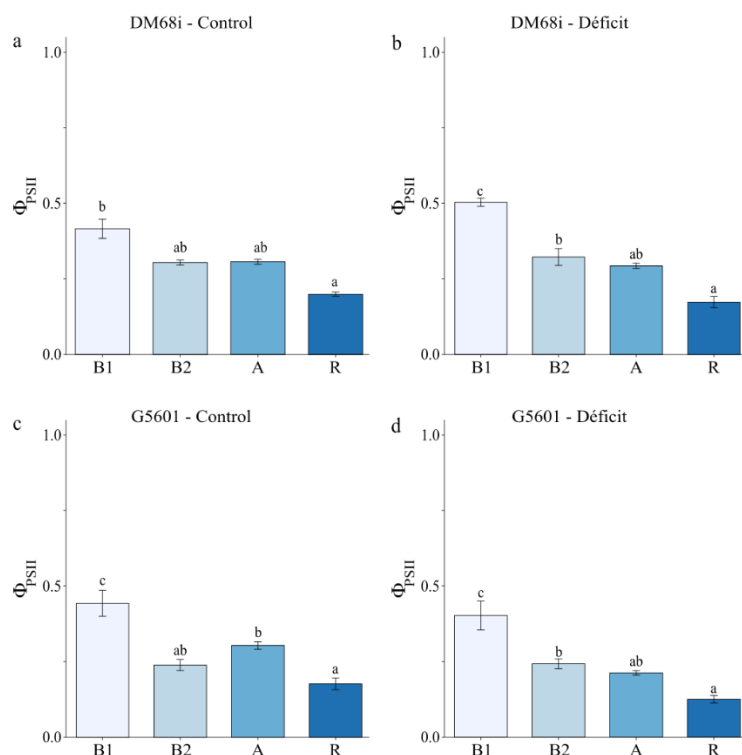 DM68i - Control
a
1.0
0.5
0.0
ΦPSII
b
ab
ab
a
B1 B2 A R
DM68i - Déficit
b
1.0
0.5
0.0
ΦPSII
c
b
ab
a
B1 B2 A R
G5601 - Control
c
1.0
0.5
0.0
ΦPSII
c
ab
b
a
B1 B2 A R
G5601 - Déficit
d
1.0
0.5
0.0
ΦPSII
c
b
ab
a
B1 B2 A R